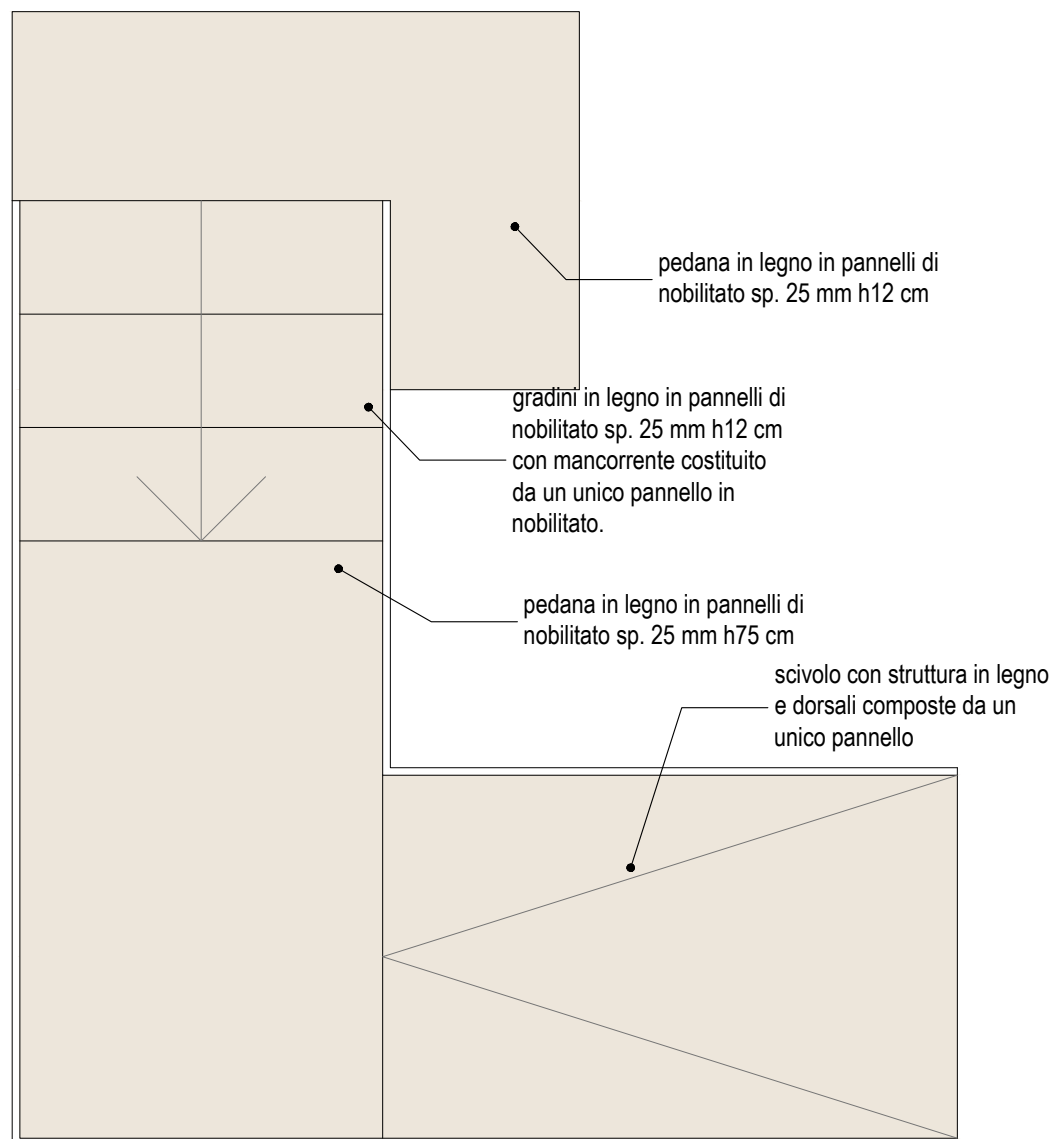 pedana in legno in pannelli di
nobilitato sp. 25 mm h12 cm
gradini in legno in pannelli di
nobilitato sp. 25 mm h12 cm
con mancorrente costituito
da un unico pannello in
nobilitato.
pedana in legno in pannelli di
nobilitato sp. 25 mm h75 cm
scivolo con struttura in legno
e dorsali composte da un
unico pannello